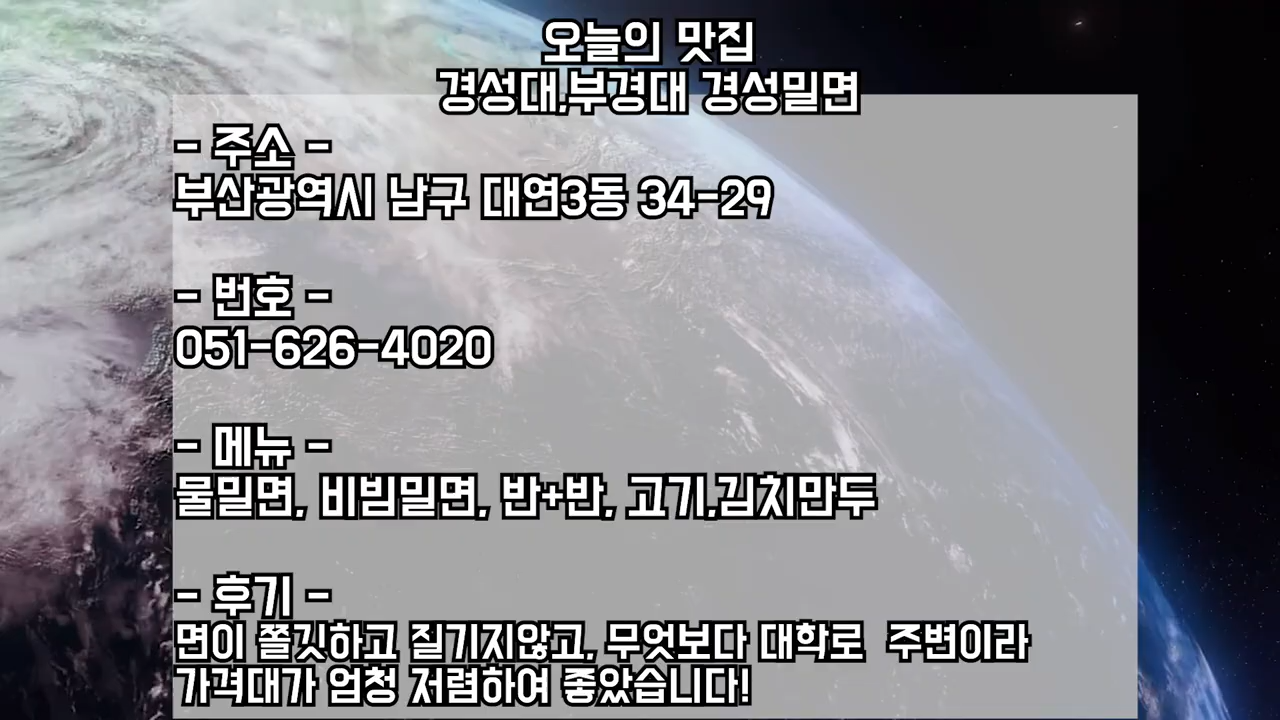 오늘의 맛집
경성대,부경대 경성밀면
- 주소 -
부산광역시 남구 대연3동 34-29
- 번호 -
051-626-4020
- 메뉴 -
물밀면, 비빔밀면, 반+반, 고기,김치만두
- 후기 -
면이 쫄깃하고 질기지않고, 무엇보다 대학로 주변이라
가격대가 엄청 저렴하여 좋았습니다!